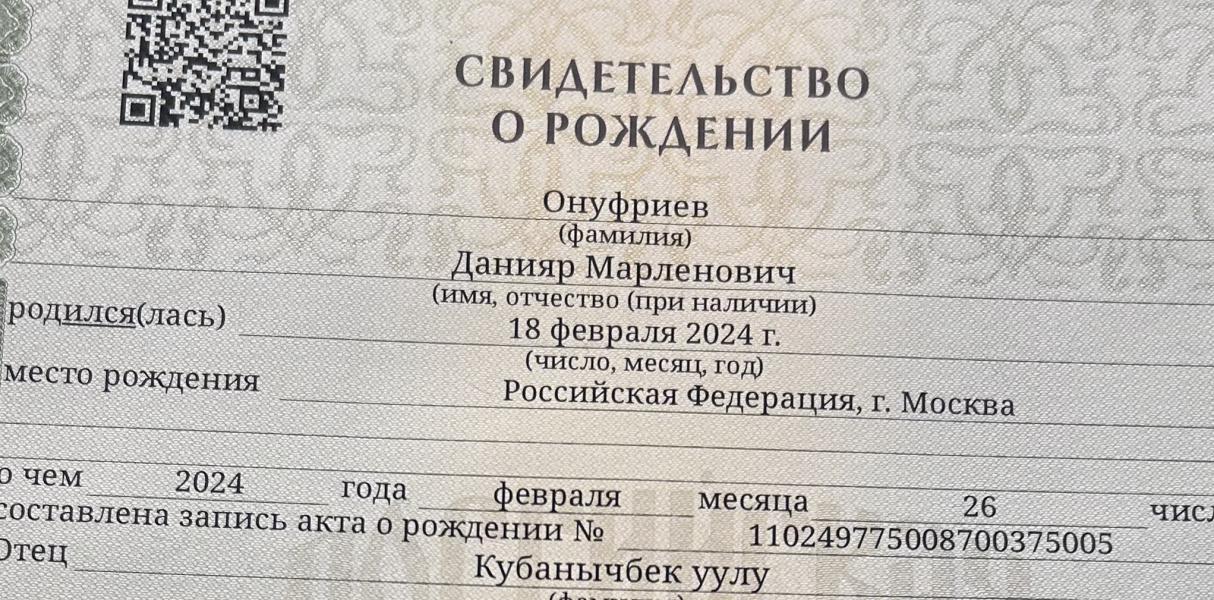 СВИДЕТЕЛЬСТВО
О РОЖДЕНИИ
Онуфриев
(фамилия)
Данияр Марленович
(имя, отчество (при наличии)
родился(лась) 18 февраля 2024 г.
(число, месяц, год)
место рождения Российская Федерация, г. Москва
о чем 2024 года февраля месяца 26
составлена запись акта о рождении № 110249775008700375005
Отец Кубанычбек уулу